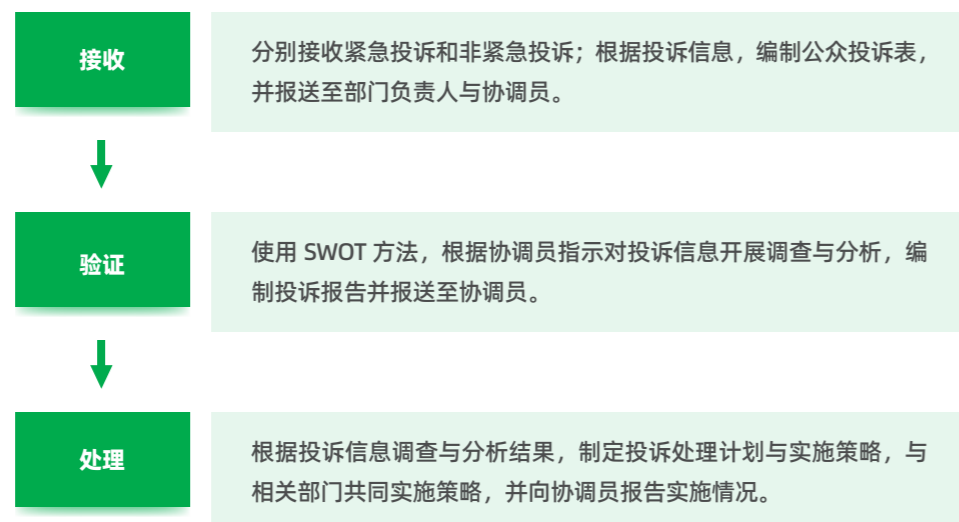 接收
分别接收紧急投诉和非紧急投诉；根据投诉信息，编制公众投诉表，
并报送至部门负责人与协调员。
验证
使用 SWOT 方法，根据协调员指示对投诉信息开展调查与分析，编
制投诉报告并报送至协调员。
处理
根据投诉信息调查与分析结果，制定投诉处理计划与实施策略，与
相关部门共同实施策略，并向协调员报告实施情况。